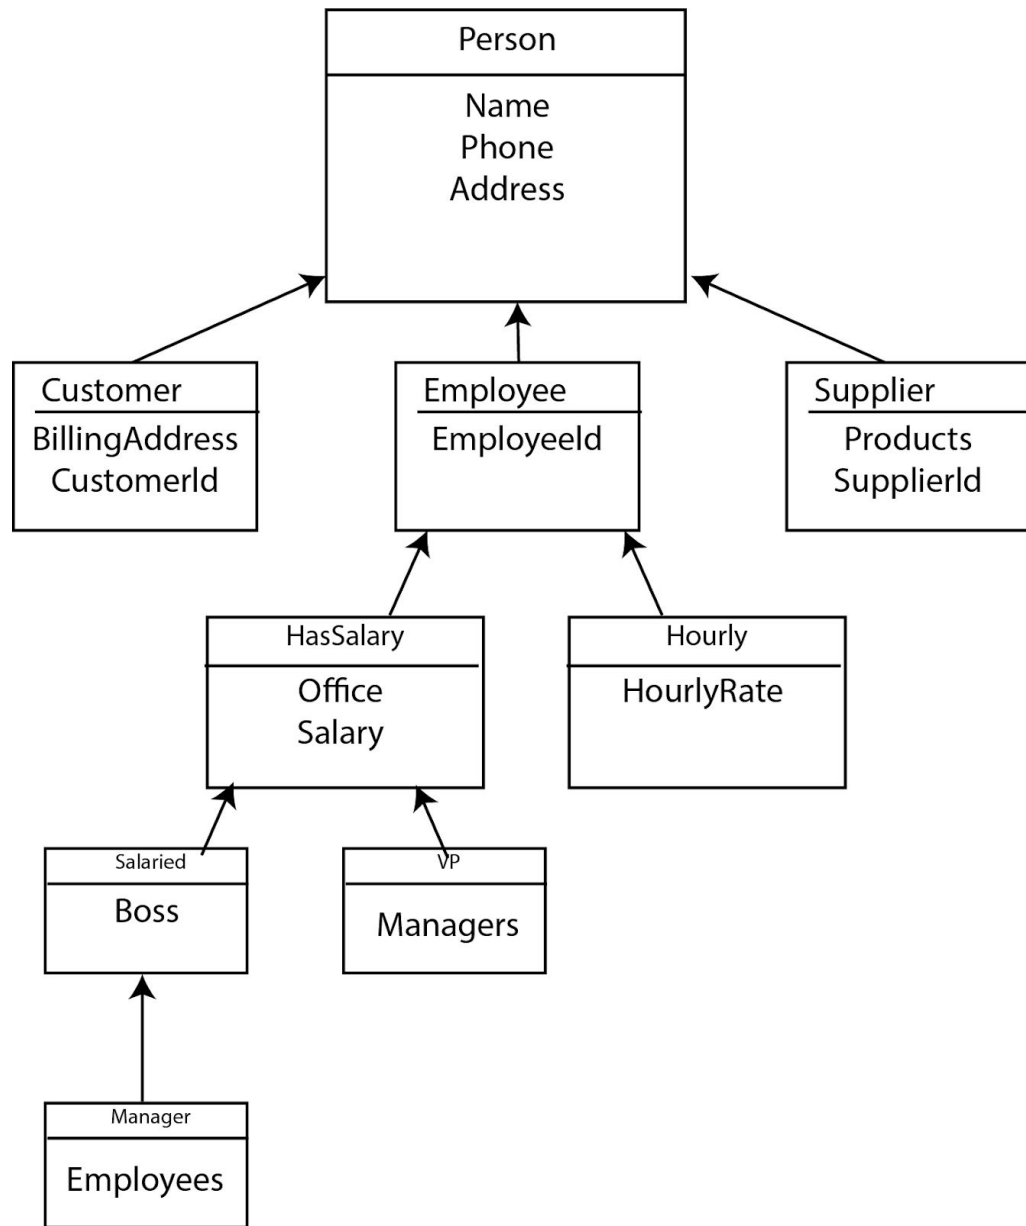 Person
Name
Phone
Address
Customer
BillingAddress
CustomerId
Employee
EmployeeId
Supplier
Products
SupplierId
HasSalary
Office
Salary
Hourly
HourlyRate
Salaried
Boss
VP
Managers
Manager
Employees